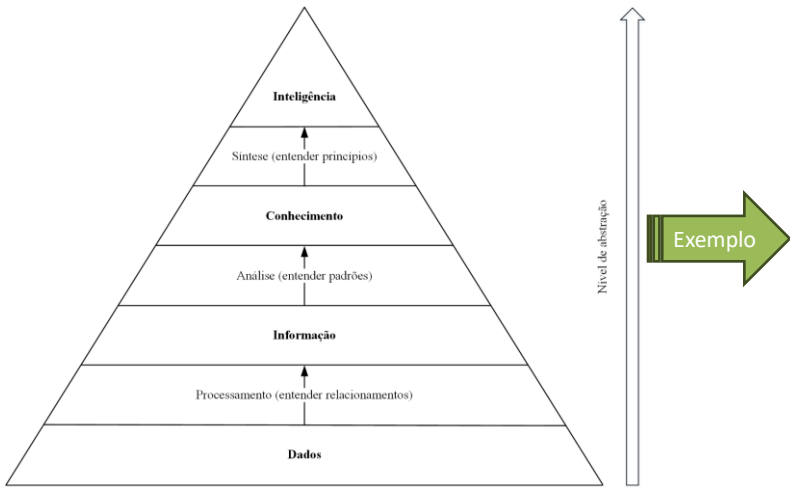 Inteligência
Síntese (entender princípios)
Conhecimento
Análise (entender padrões)
Informação
Processamento (entender relacionamentos)
Dados
Nível de abstração
Exemplo